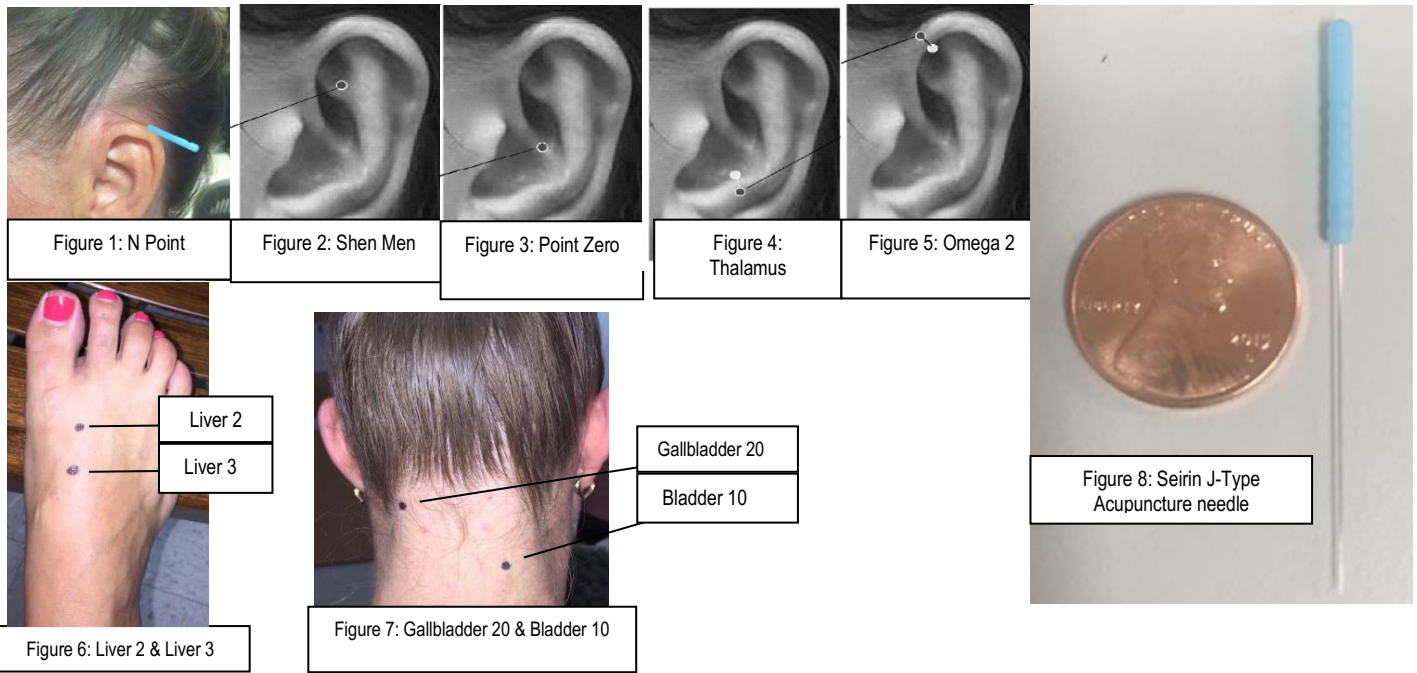 Figure 1: N Point
Figure 2: Shen Men
Figure 3: Point Zero
Figure 4:
Thalamus
Figure 5: Omega 2
LIBERTY
2015
D
Liver 2
Liver 3
Gallbladder 20
Bladder 10
Figure 8: Seirin J-Type
Acupuncture needle
Figure 7: Gallbladder 20 & Bladder 10
Figure 6: Liver 2 & Liver 3